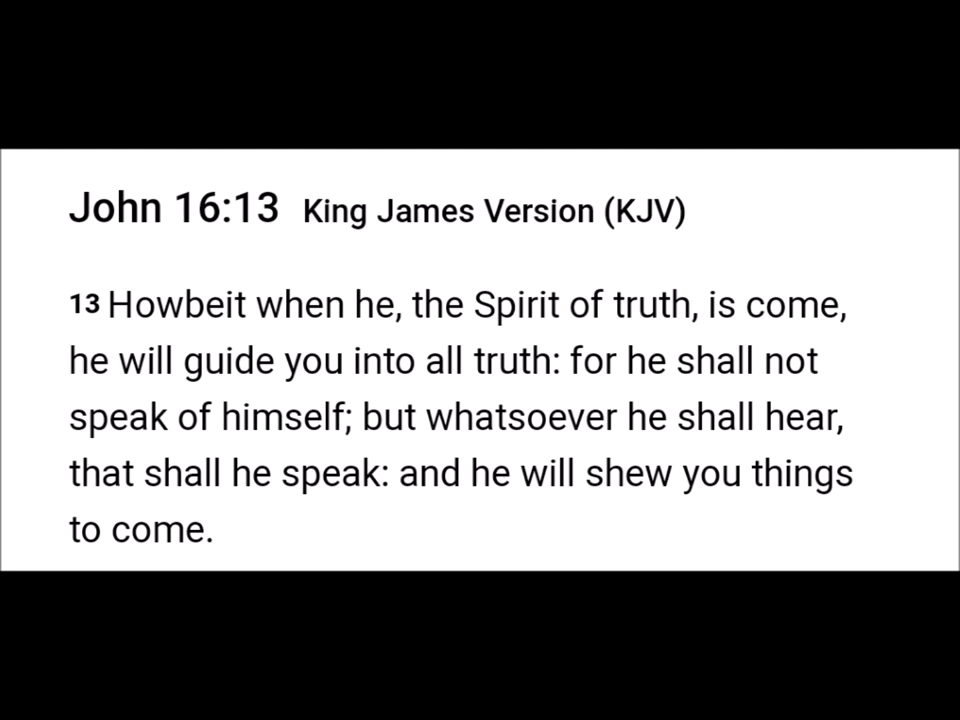 John 16:13 King James Version (KJV)
13 Howbeit when he, the Spirit of truth, is come,
he will guide you into all truth: for he shall not
speak of himself; but whatsoever he shall hear,
that shall he speak: and he will shew you things
to come.